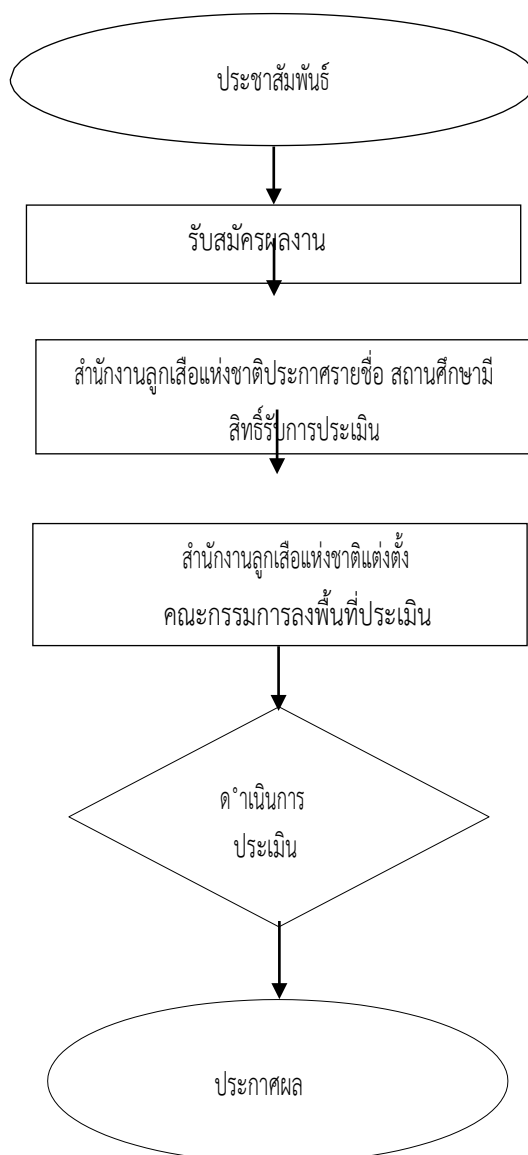 ประชาสัมพันธ์
รับสมัครผลงาน
สำนักงานลูกเสือแห่งชาติประกาศรายชื่อ สถานศึกษามี
สิทธิ์รับการประเมิน
สำนักงานลูกเสือแห่งชาติแต่งตั้ง
คณะกรรมการลงพื้นที่ประเมิน
ด ำเนินการ
ประเมิน
ประกาศผล